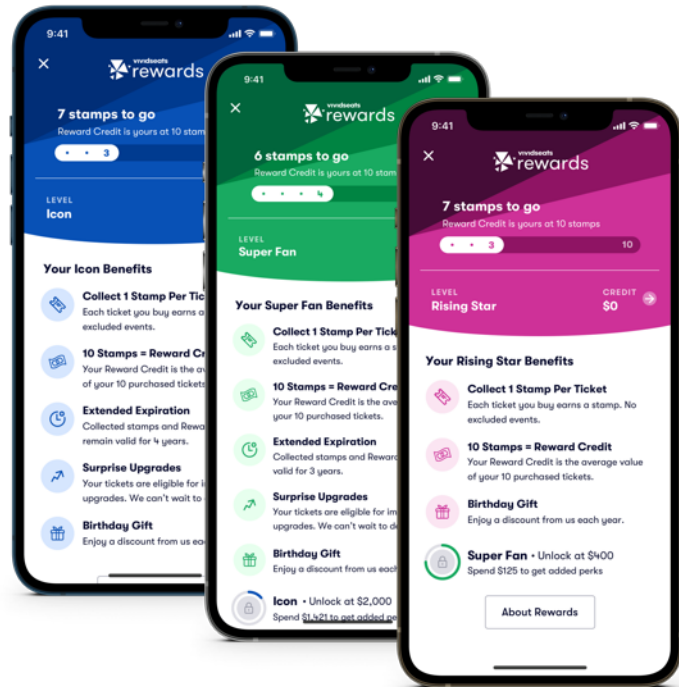 9:41
vividseats
rewards
7 stamps to go
Reward Credit is yours at 10 stam
3
LEVEL
Icon
Your Icon Benefits
Collect 1 Stamp Per Tic
Each ticket you buy earns a
excluded events.
10 Stamps = Reward Cr
Your Reward Credit is the av
of your 10 purchased tickets
Extended Expiration
Collected stamps and Rewa
remain valid for 4 years.
Surprise Upgrades
Your tickets are eligible for i
upgrades. We can't wait to
Birthday Gift
Enjoy a discount from us ea
9:41
vividseats
rewards
6 stamps to go
Reward Credit is yours at 10 stam
4
LEVEL
Super Fan
Your Super Fan Benefits
Collect 1 Stamp Per Tick
Each ticket you buy earns a s
excluded events.
10 Stamps = Reward Cre
Your Reward Credit is the ave
your 10 purchased tickets.
Extended Expiration
Collected stamps and Reward
valid for 3 years.
Surprise Upgrades
Your tickets are eligible for im
upgrades. We can't wait to de
Birthday Gift
Enjoy a discount from us each
Icon • Unlock at $2,000
Spend $1,421 to get added pe
9:41
vividseats
rewards
7 stamps to go
Reward Credit is yours at 10 stamps
3 10
LEVEL CREDIT
Rising Star $0
Your Rising Star Benefits
Collect 1 Stamp Per Ticket
Each ticket you buy earns a stamp. No
excluded events.
10 Stamps = Reward Credit
Your Reward Credit is the average value
of your 10 purchased tickets.
Birthday Gift
Enjoy a discount from us each year.
Super Fan • Unlock at $400
Spend $125 to get added perks
About Rewards